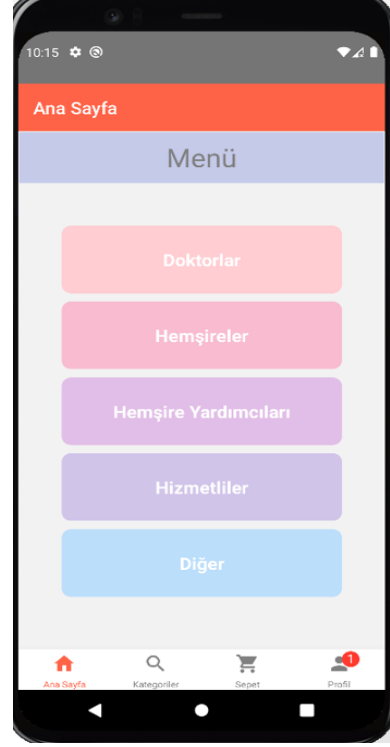 10:15
Ana Sayfa
Menü
Doktorlar
Hemşireler
Hemşire Yardımcıları
Hizmetliler
Diğer
1
Ana Sayfa Kategoriler Sepet Profil